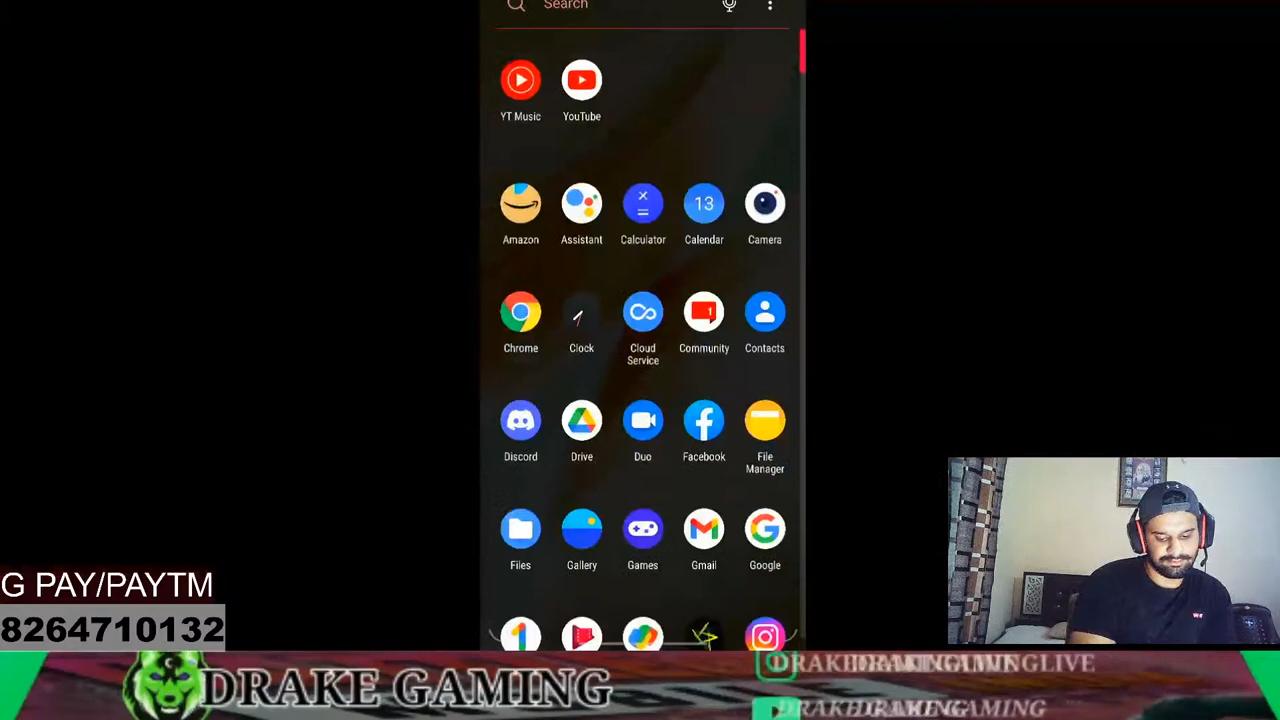 Search
YT Music
YouTube
13
Amazon
Assistant
Calculator
Calendar
Camera
1
Chrome
Clock
Cloud
Service
Community
Contacts
Discord
Drive
Duo
Facebook
File
Manager
Files
Gallery
Games
Gmail
Google
G PAY/PAYTM
8264710132
DRAKE GAMING